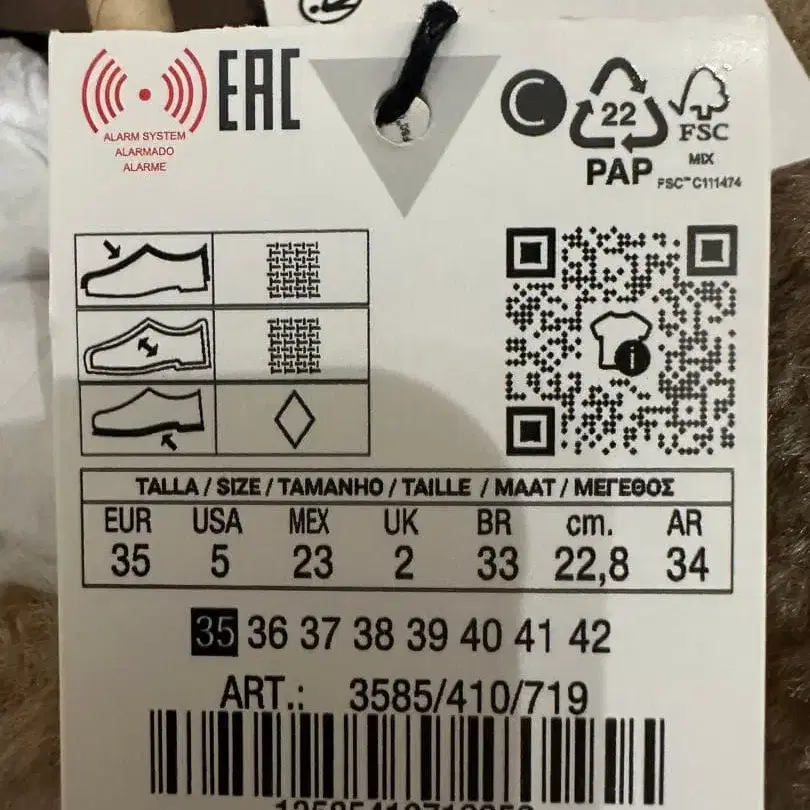 ALARM SYSTEM
ALARMADO
ALARME
EAC
C
22
PAP
FSC
MIX
FSC™ C111474
i
TALLA / SIZE / TAMANHO / TAILLE / MAAT / ΜΕΓΕΘΟΣ
EUR USA MEX UK BR cm. AR
35 5 23 2 33 22,8 34
35 36 37 38 39 40 41 42
ART.: 3585/410/719